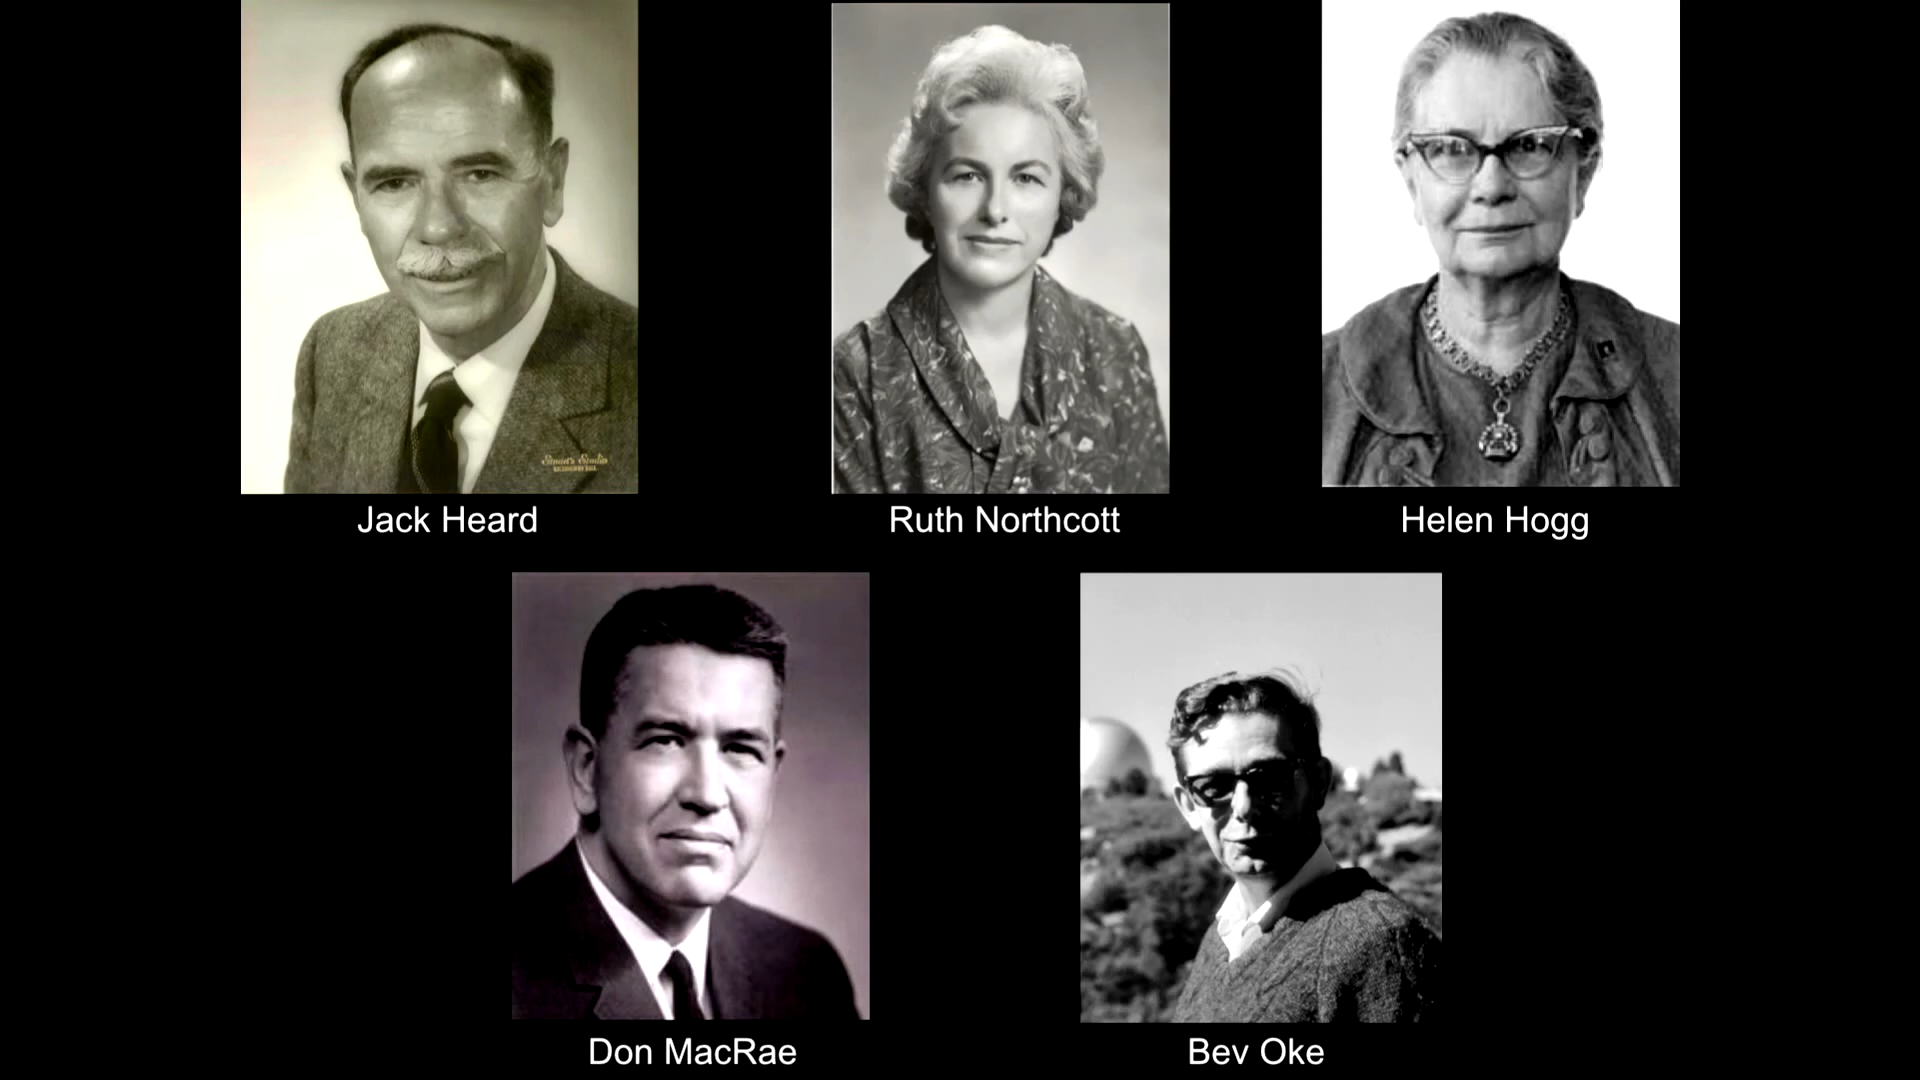 Jack Heard
Ruth Northcott
Helen Hogg
Don MacRae
Bev Oke